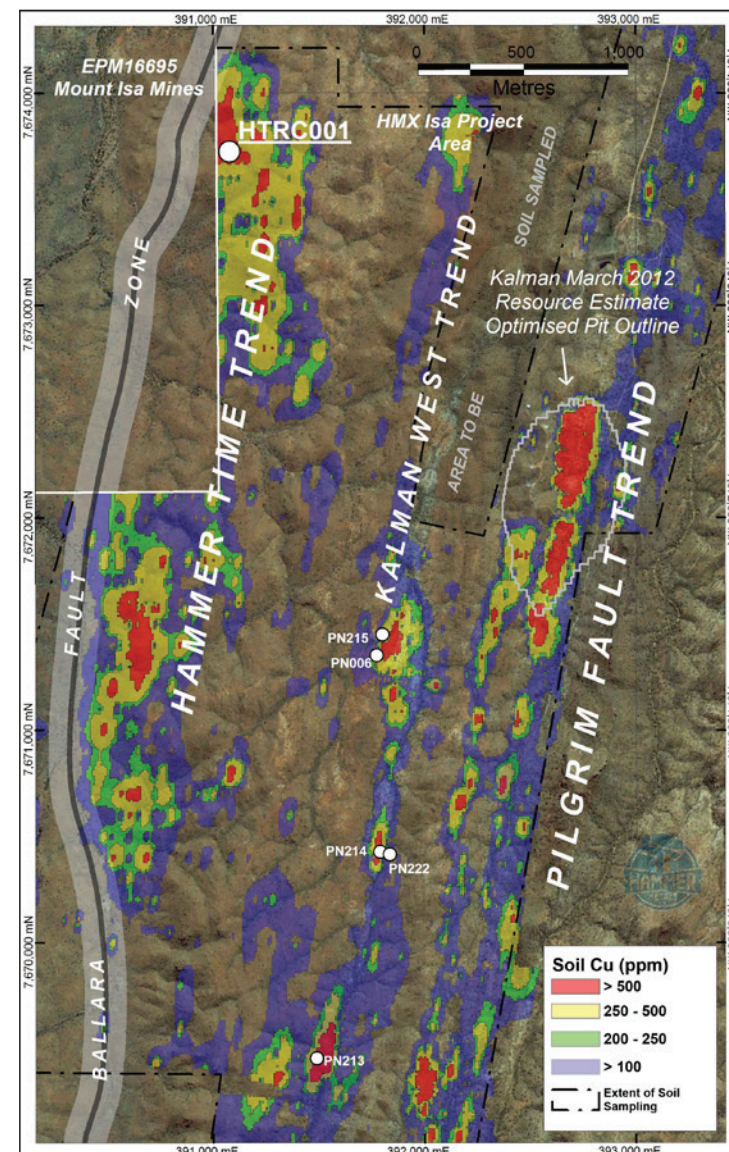 391,000 mE
392,000 mE
393,000 mE
EPM16695
Mount Isa Mines
0
500
1,000
Metres
7,674,000 mN
HTRC001
HMX Isa Project
Area
SOIL SAMPLED
AREA TO BE
Kalman March 2012
Resource Estimate
Optimised Pit Outline
ZONE
FAULT
BALLARA
HAMMER TIME TREND
KALMAN WEST TREND
PILGRIM FAULT TREND
7,673,000 mN
7,672,000 mN
PN215
PN006
7,671,000 mN
PN214
PN222
HAMMER
7,670,000 mN
PN213
Soil Cu (ppm)
> 500
250 - 500
200 - 250
> 100
Extent of Soil
Sampling
391,000 mE
392,000 mE
393,000 mE